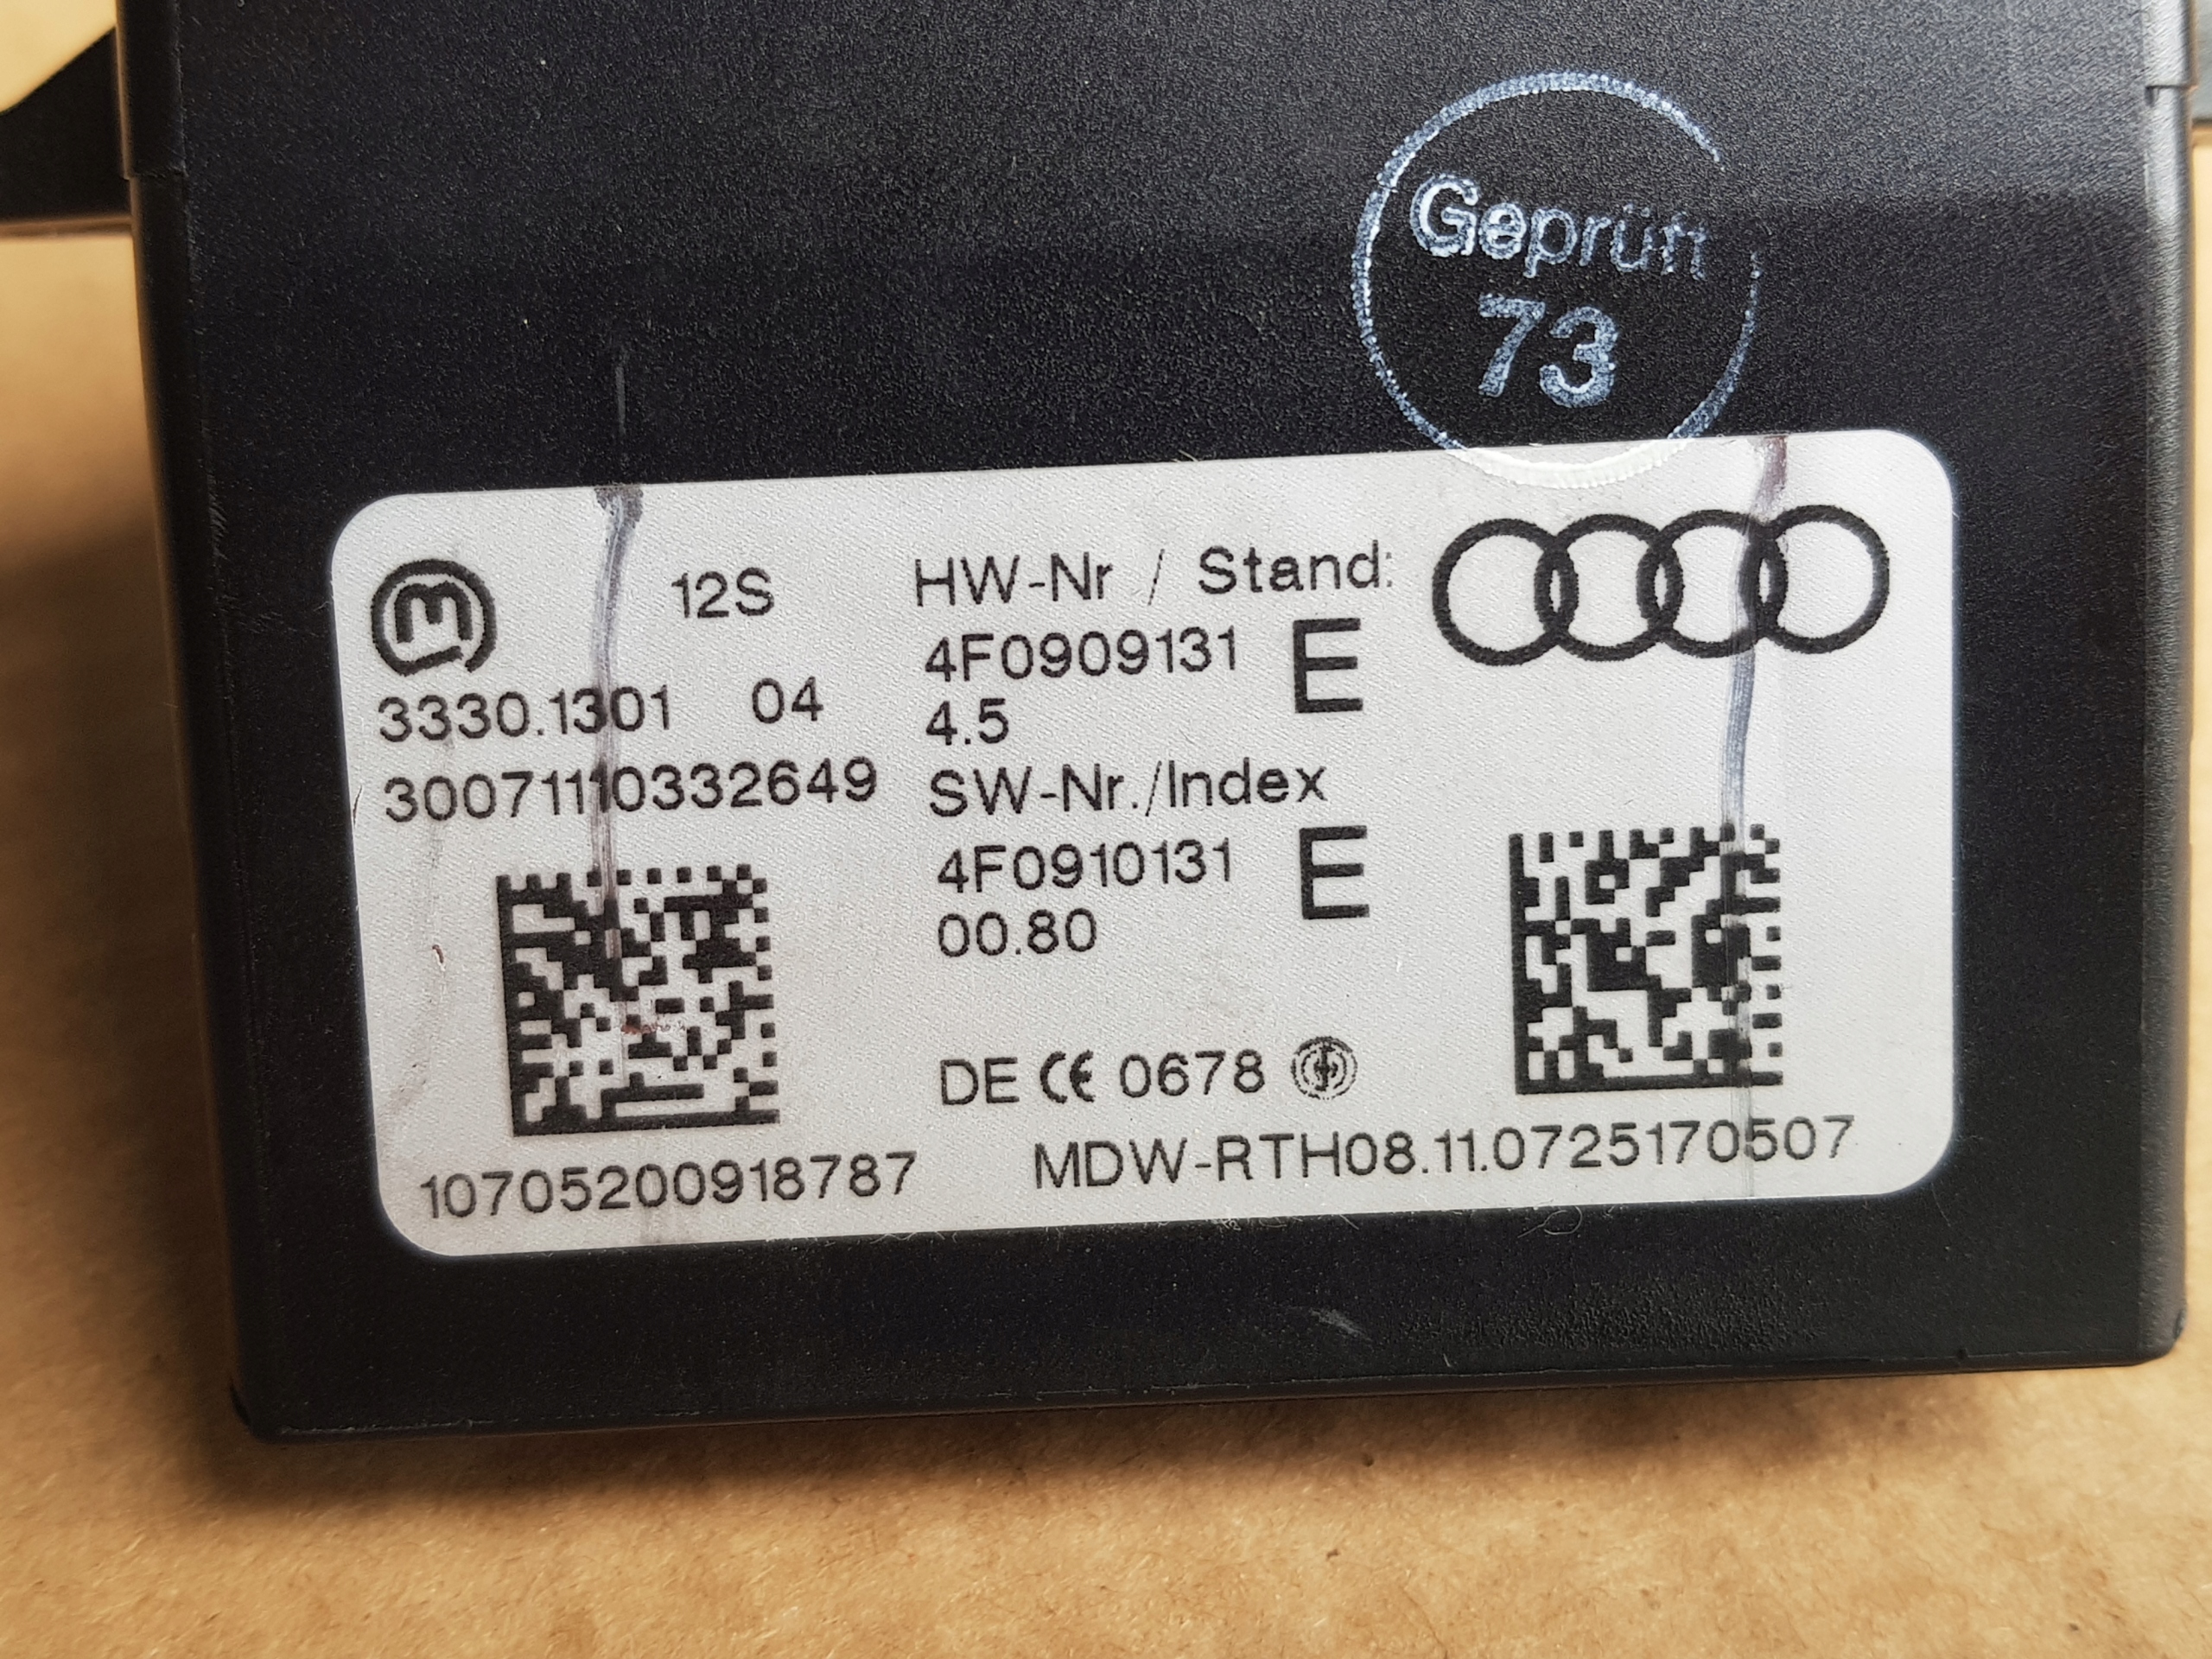 Geprüft
73
12S
3330.1301 04
30071110332649
HW-Nr / Stand:
4F0909131 E
4.5
SW-Nr./Index
4F0910131 E
00.80
DE CE 0678
10705200918787
MDW-RTH08.11.0725170507